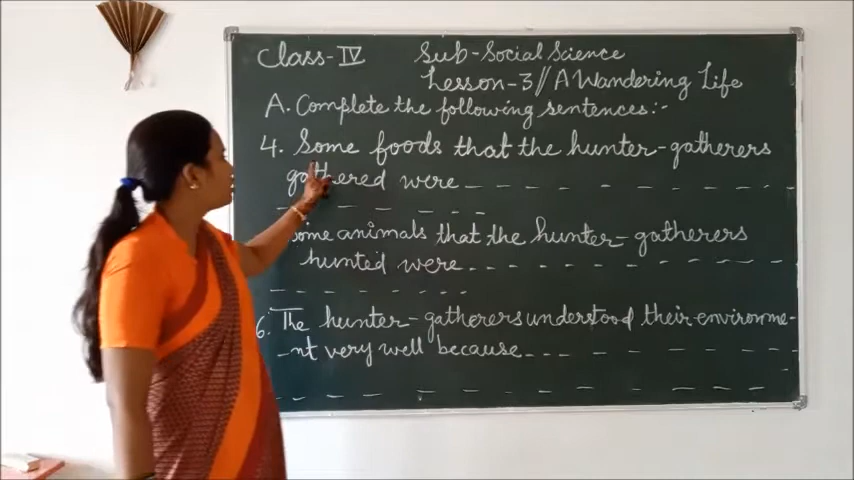 Class-IV Sub-Social Science
Lesson-3//A Wandering Life
A. Complete the following sentences:-
4. Some foods that the hunter-gatherers
gathered were
ome animals that the hunter-gatherers
hunted were
6. The hunter-gatherers understood their environme-
nt very well because